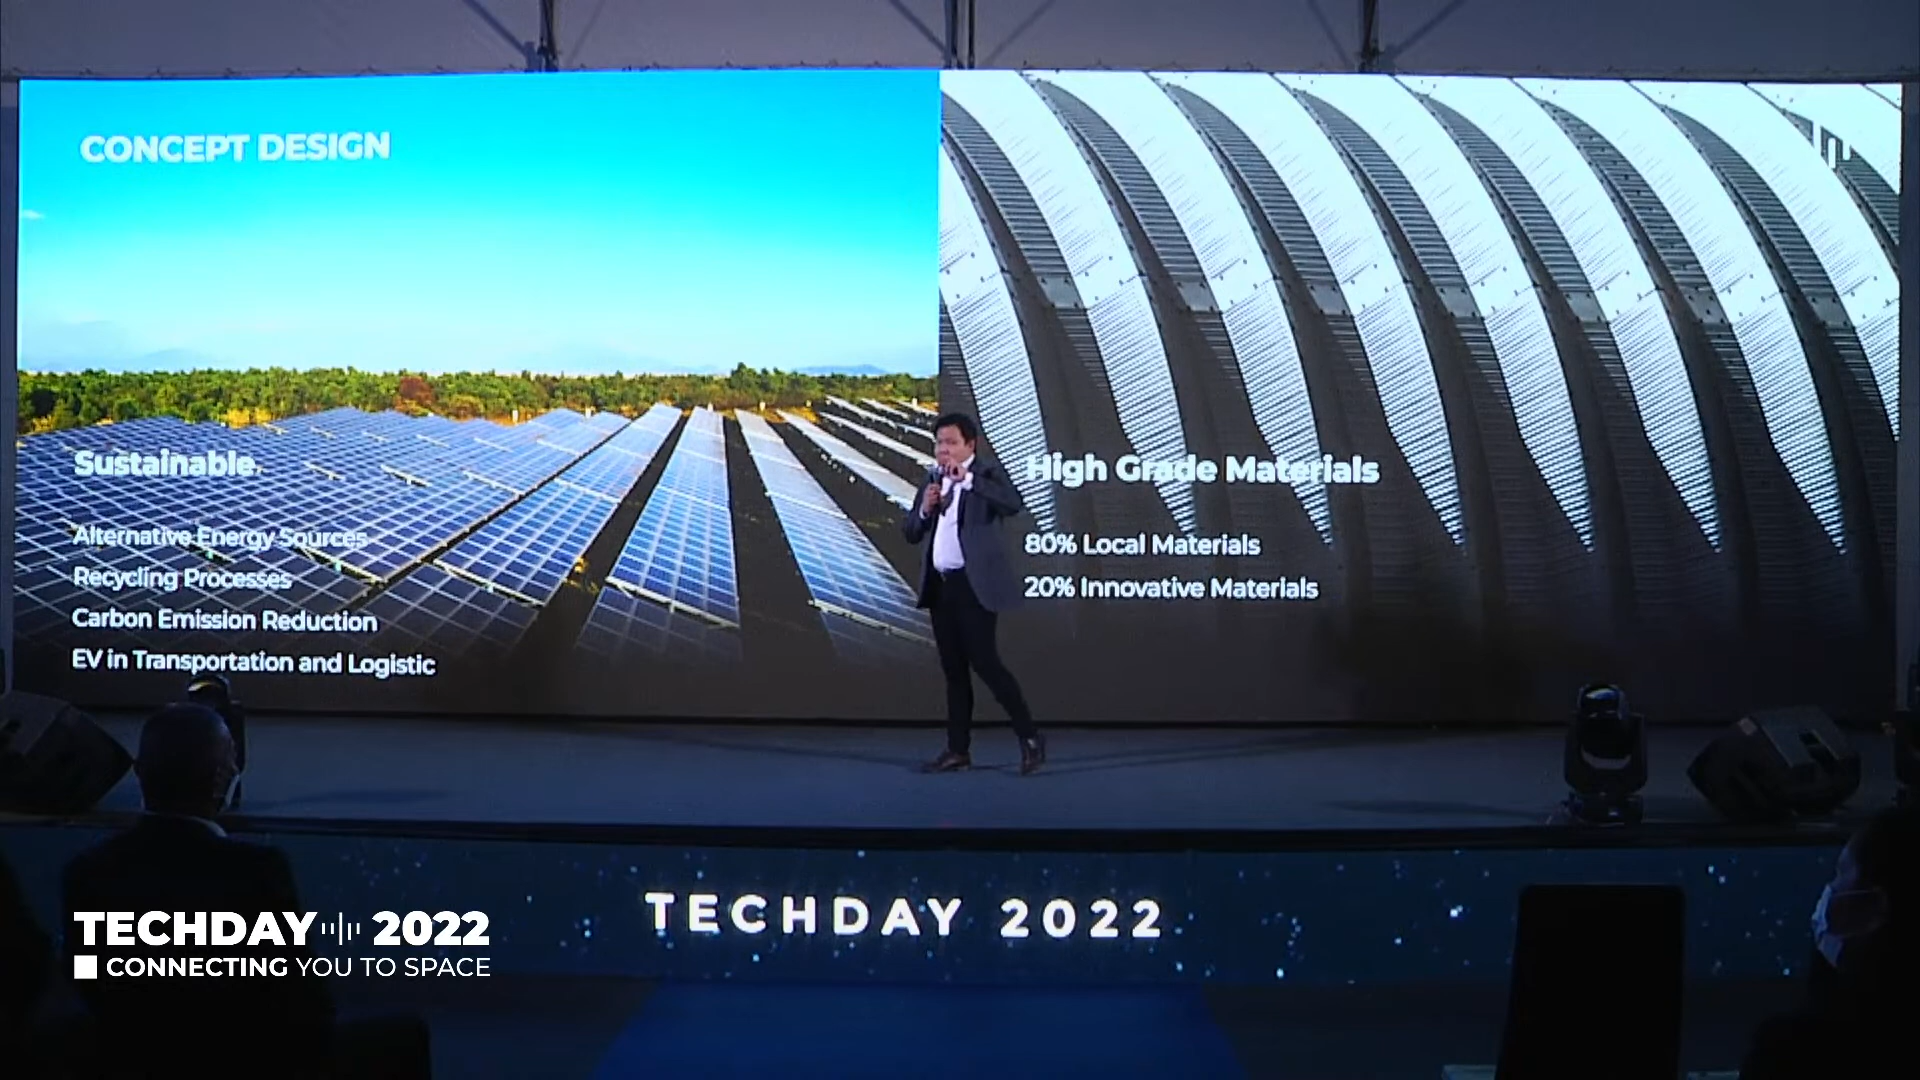 CONCEPT DESIGN
Sustainable
Alternative Energy Sources
Recycling Processes
Carbon Emission Reduction
EV in Transportation and Logistic
High Grade Materials
80% Local Materials
20% Innovative Materials
TECHDAY 2022
TECHDAY 2022
CONNECTING YOU TO SPACE